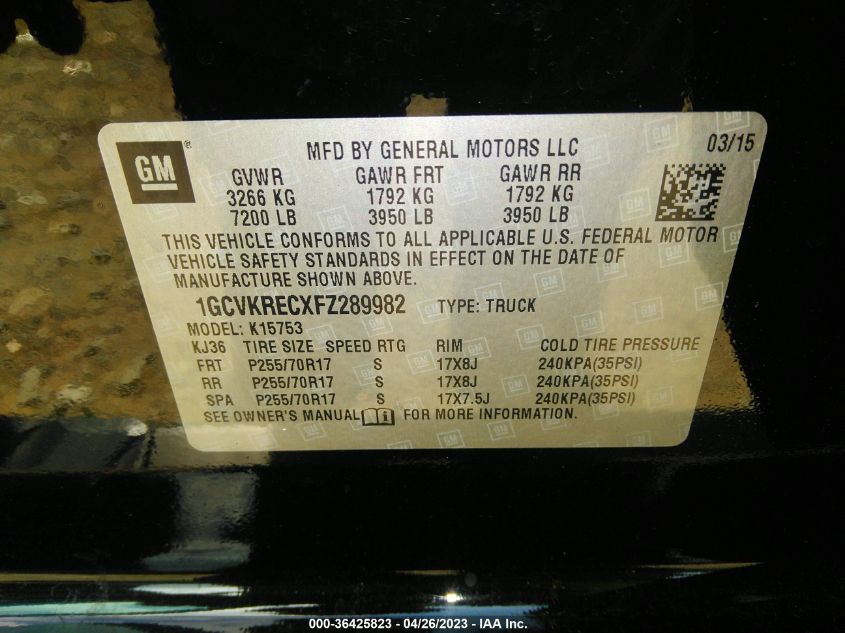 GM® MFD BY GENERAL MOTORS LLC 03/15
GVWR GAWR FRT GAWR RR
3266 KG 1792 KG 1792 KG
7200 LB 3950 LB 3950 LB
THIS VEHICLE CONFORMS TO ALL APPLICABLE U.S. FEDERAL MOTOR
VEHICLE SAFETY STANDARDS IN EFFECT ON THE DATE OF
MANUFACTURE SHOWN ABOVE.
1GCVKRECXFZ289982 TYPE: TRUCK
MODEL: K15753
KJ36 TIRE SIZE SPEED RTG RIM COLD TIRE PRESSURE
FRT P255/70R17 S 17X8J 240KPA(35PSI)
RR P255/70R17 S 17X8J 240KPA(35PSI)
SPA P255/70R17 S 17X7.5J 240KPA(35PSI)
SEE OWNER'S MANUAL FOR MORE INFORMATION.
000-36425823 - 04/26/2023 - IAA Inc.